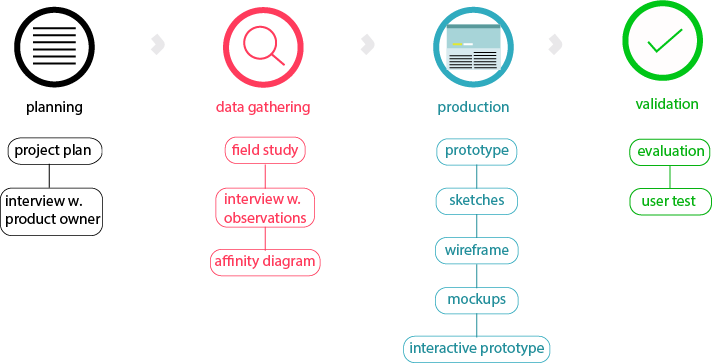 planning
data gathering
production
validation
project plan
interview w.
product owner
field study
interview w.
observations
affinity diagram
prototype
sketches
wireframe
mockups
interactive prototype
evaluation
user test